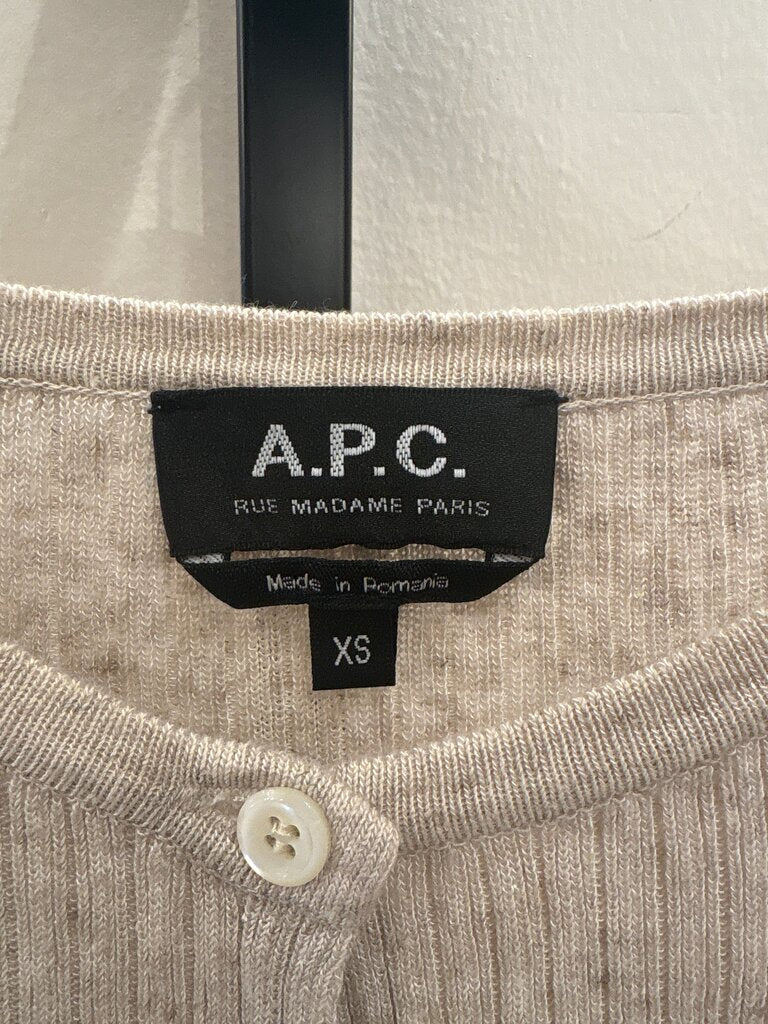 A.P.C.
RUE MADAME PARIS
Made in Romania
XS